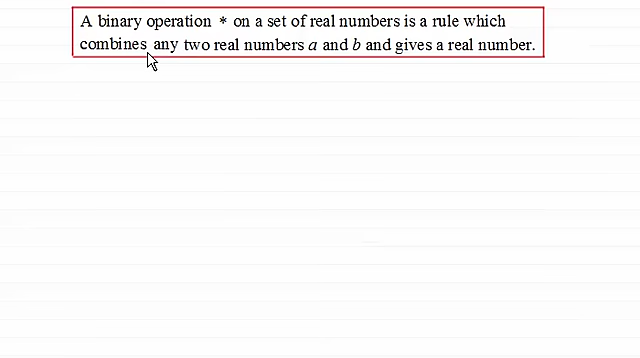 A binary operation * on a set of real numbers is a rule which
combines any two real numbers a and b and gives a real number.